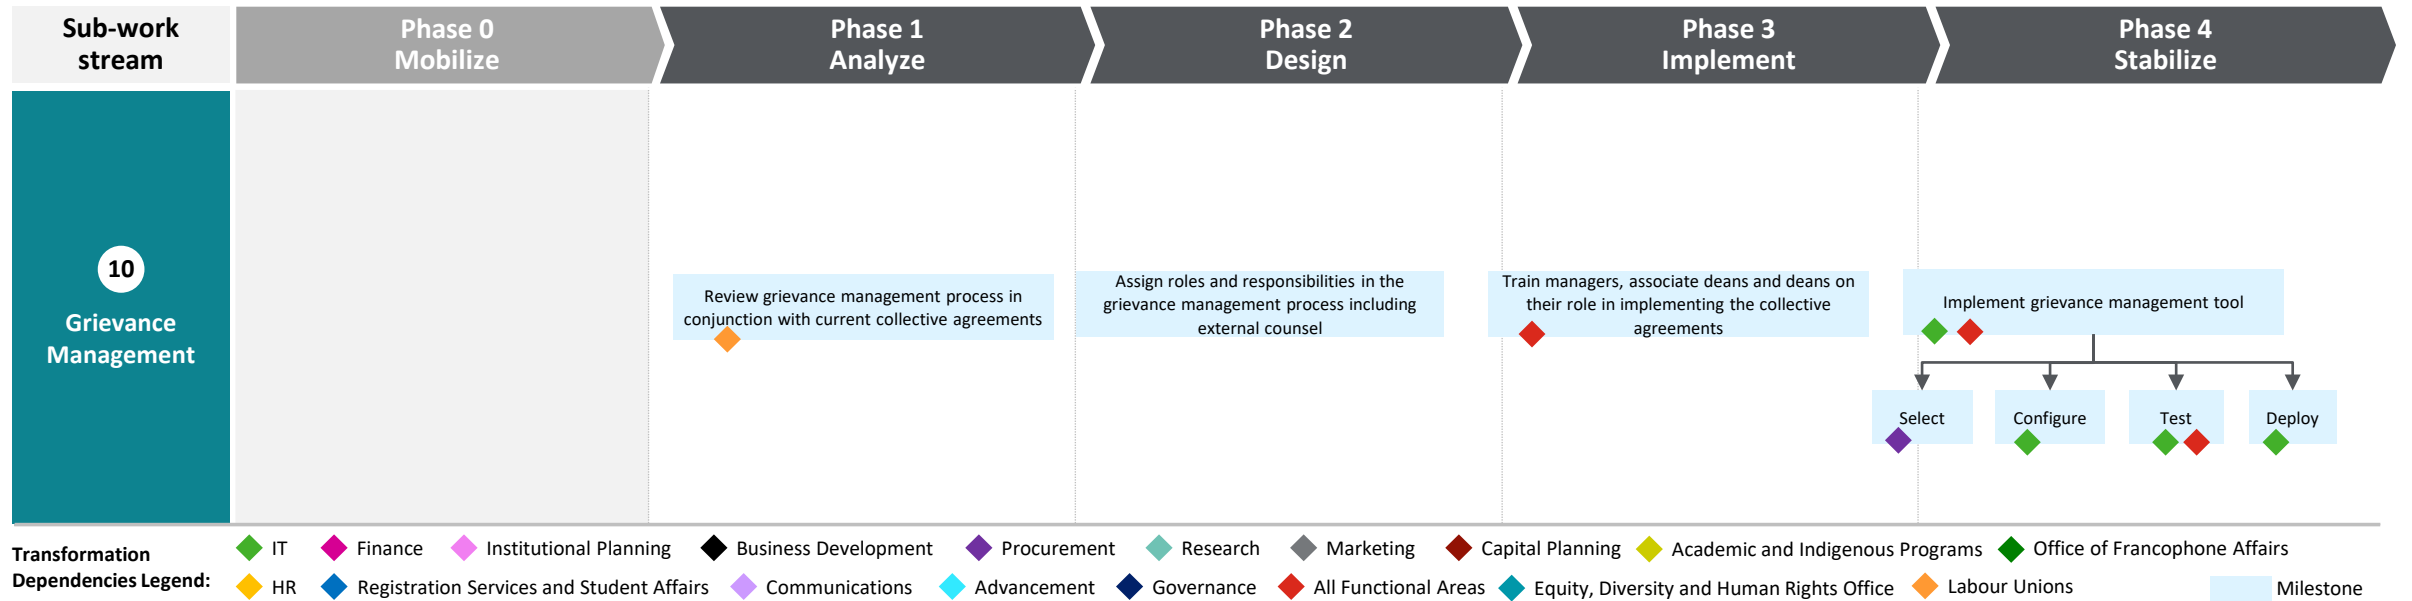 Sub-work
stream
Phase 0
Mobilize
Phase 1
Analyze
Phase 2
Design
Phase 3
Implement
Phase 4
Stabilize
10
Grievance
Management
Review grievance management process in
conjunction with current collective agreements
Assign roles and responsibilities in the
grievance management process including
external counsel
Train managers, associate deans and deans on
their role in implementing the collective
agreements
Implement grievance management tool
Select
Configure
Test
Deploy
Transformation
Dependencies Legend:
IT
Finance
Institutional Planning
Business Development
Procurement
Research
Marketing
Capital Planning
Academic and Indigenous Programs
Office of Francophone Affairs
HR
Registration Services and Student Affairs
Communications
Advancement
Governance
All Functional Areas
Equity, Diversity and Human Rights Office
Labour Unions
Milestone